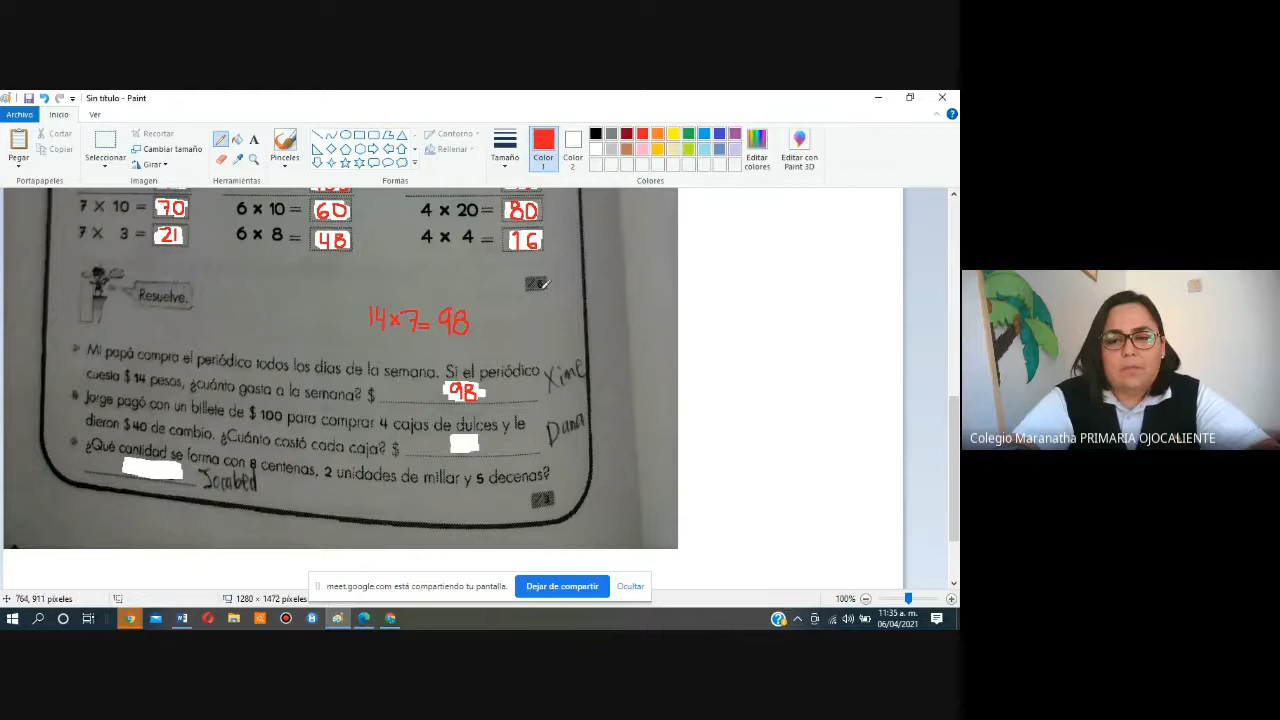 Sin título - Paint
Archivo Inicio Ver
Pegar
Cortar
Copiar
Portapapeles
Seleccionar
Recortar
Cambiar tamaño
Girar
Imagen
A
Herramientas
Pinceles
Contorno
Rellenar
Formas
Tamaño
Color 1
Color 2
Editar colores
Editar con Paint 3D
Colores
7 × 10 = 70 6 × 10 = 60 4 × 20 = 80
7 × 3 = 21 6 × 8 = 48 4 × 4 = 16
Resuelve.
14×7=98
Mi papá compra el periódico todos los días de la semana. Si el periódico
cuesta $ 14 pesos, ¿cuánto gasta a la semana? $ 98 Xime
Jorge pagó con un billete de $ 100 para comprar 4 cajas de dulces y le
dieron $ 40 de cambio. ¿Cuánto costó cada caja? $ Dana
¿Qué cantidad se forma con 8 centenas, 2 unidades de millar y 5 decenas?
meet.google.com está compartiendo tu pantalla. Dejar de compartir Ocultar
764, 911 píxeles 1280 × 1472 píxeles 100%
11:35 a. m.
06/04/2021
Colegio Maranatha PRIMARIA OJOCALIENTE